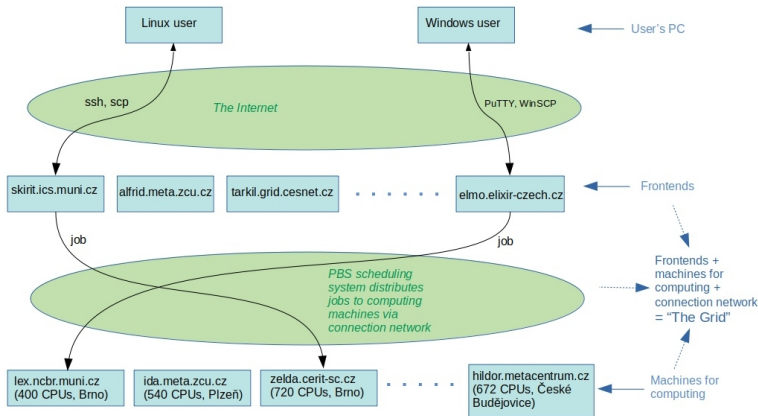 Linux user
Windows user
User's PC
ssh, scp
The Internet
PuTTY, WinSCP
skirit.ics.muni.cz
alfrid.meta.zcu.cz
tarkil.grid.cesnet.cz
elmo.elixir-czech.cz
Frontends
job
job
PBS scheduling
system distributes
jobs to computing
machines via
connection network
Frontends +
machines for
computing +
connection network
= “The Grid”
lex.ncbr.muni.cz
(400 CPUs, Brno)
ida.meta.zcu.cz
(540 CPUs, Plzeň)
zelda.cerit-sc.cz
(720 CPUs, Brno)
hildor.metacentrum.cz
(672 CPUs, České
Budějovice)
Machines for
computing